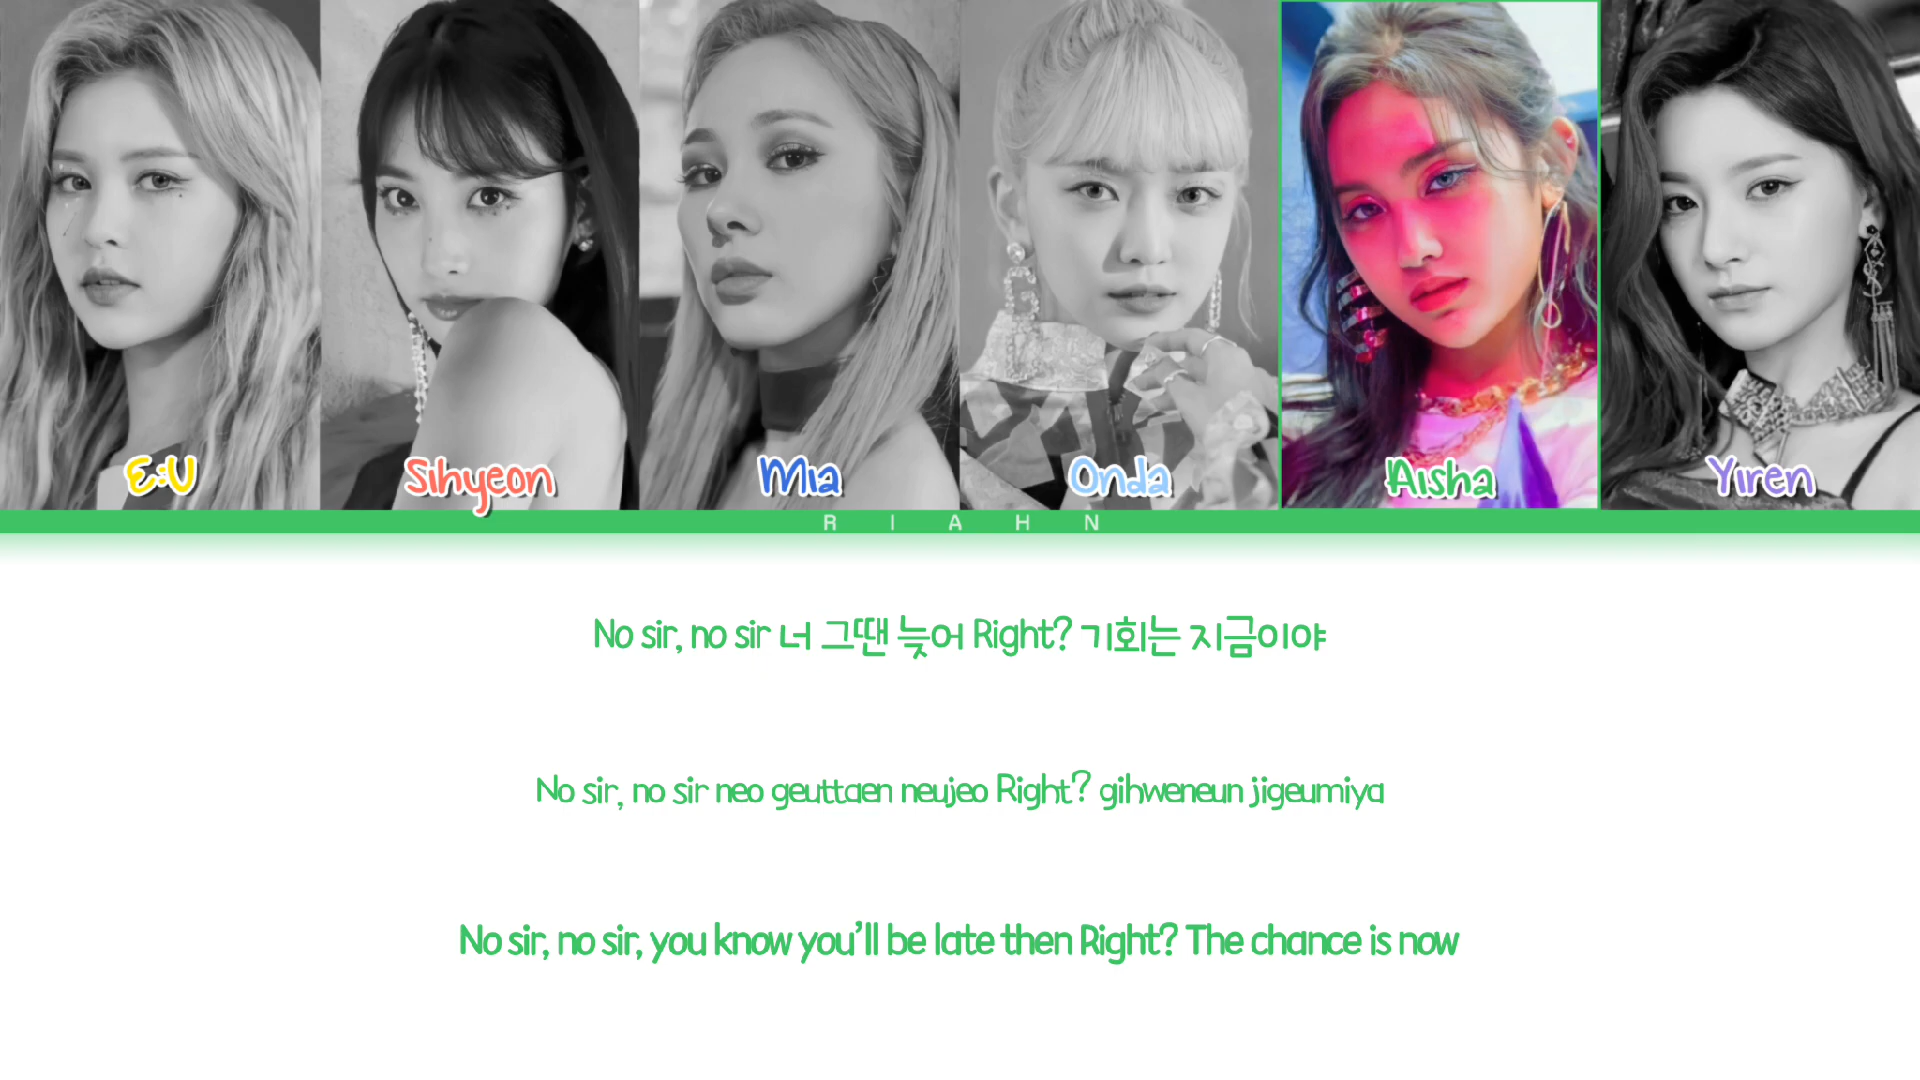 E:U
Sihyeon
Mia
Onda
Aisha
Yiren
RIAHN
No sir, no sir 너 그땐 늦어 Right? 기회는 지금이야
No sir, no sir neo geuttaen neujeo Right? gihweneun jigeumiya
No sir, no sir, you know you'll be late then Right? The chance is now